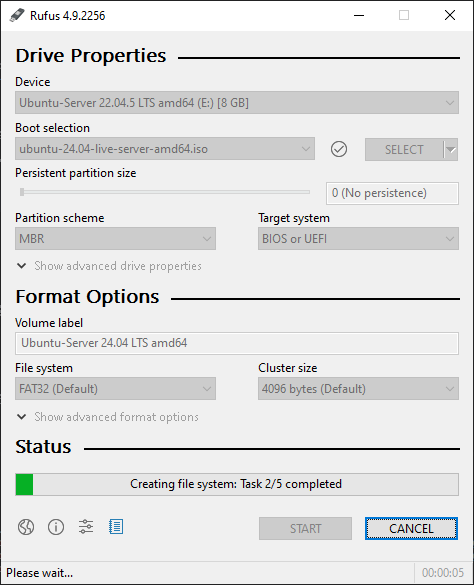 Rufus 4.9.2256
Drive Properties
Device
Ubuntu-Server 22.04.5 LTS amd64 (E:) [8 GB]
Boot selection
ubuntu-24.04-live-server-amd64.iso
SELECT
Persistent partition size
0 (No persistence)
Partition scheme
Target system
MBR
BIOS or UEFI
Show advanced drive properties
Format Options
Volume label
Ubuntu-Server 24.04 LTS amd64
File system
Cluster size
FAT32 (Default)
4096 bytes (Default)
Show advanced format options
Status
Creating file system: Task 2/5 completed
START
CANCEL
Please wait...
00:00:05